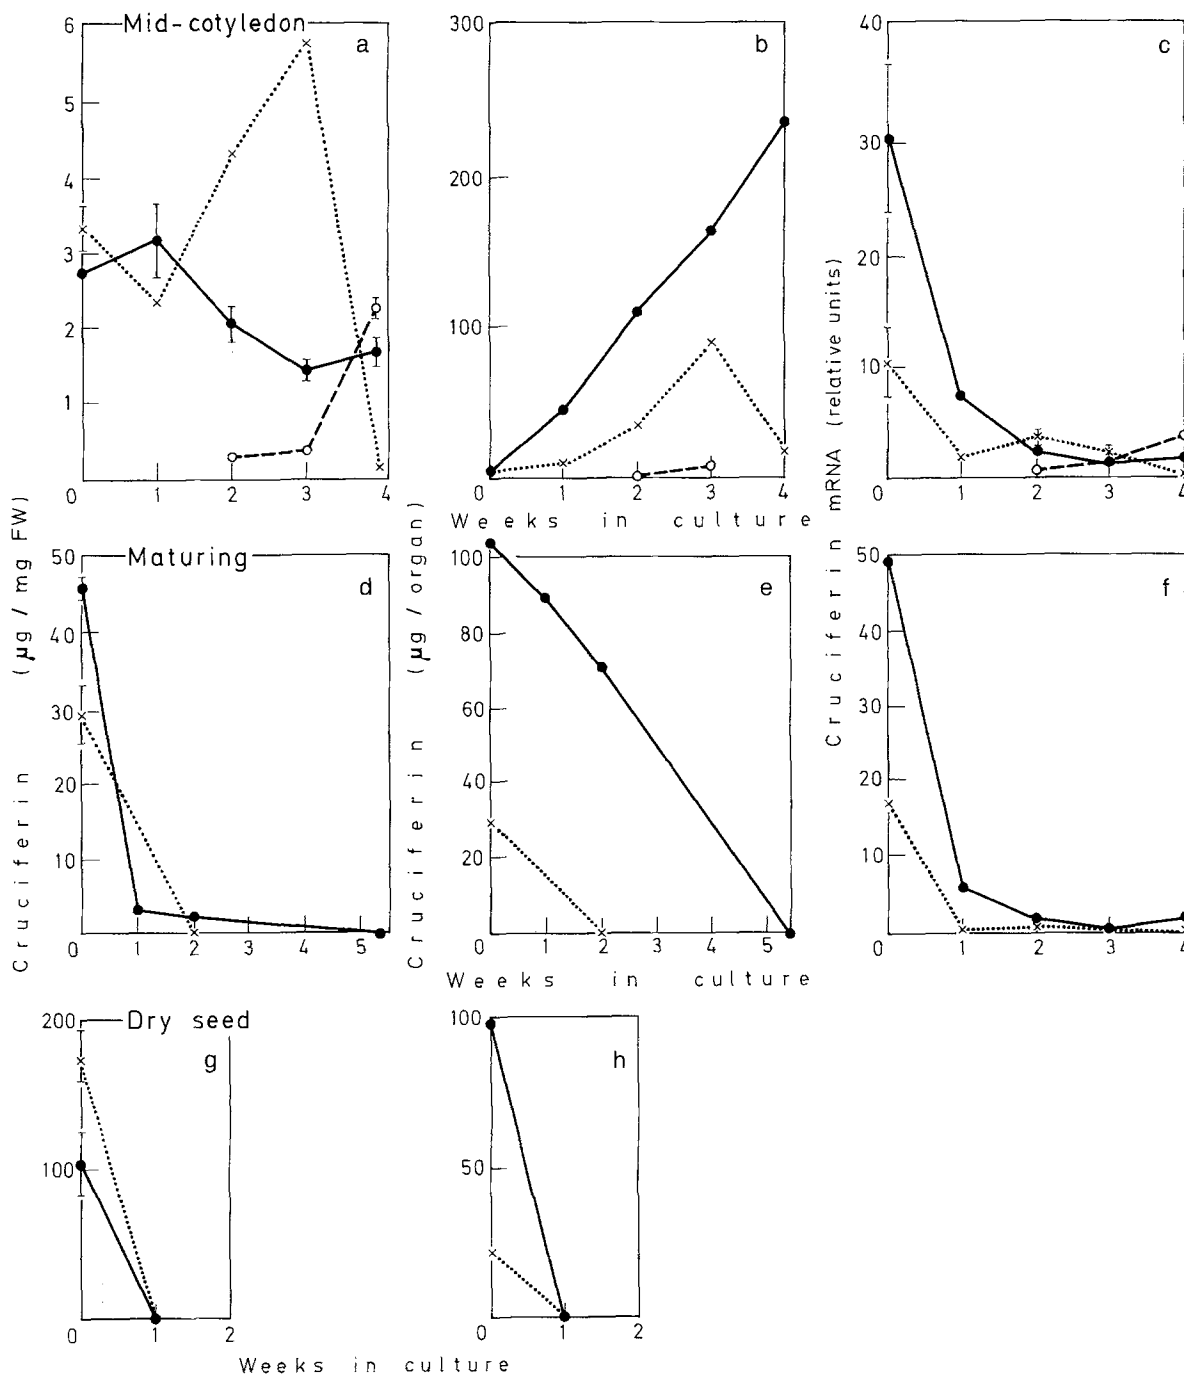 Mid-cotyledon
a
6
5
4
3
2
1
0 1 2 3 4
b
300
200
100
0 1 2 3 4
Weeks in culture
c
40
30
20
10
0 1 2 3 4
Cruciferin (µg / mg FW)
Cruciferin (µg / organ)
Cruciferin mRNA (relative units)
Maturing
d
50
40
30
20
10
0 1 2 3 4 5
e
100
80
60
40
20
0 1 2 3 4 5
Weeks in culture
f
50
40
30
20
10
0 1 2 3 4
Dry seed
g
200
100
0 1 2
h
100
50
0 1 2
Weeks in culture